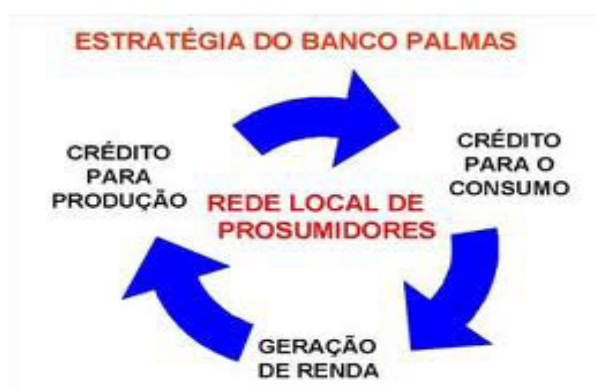 ESTRATÉGIA DO BANCO PALMAS
CRÉDITO
PARA
PRODUÇÃO
CRÉDITO
PARA O
CONSUMO
REDE LOCAL DE
PROSUMIDORES
GERAÇÃO
DE RENDA